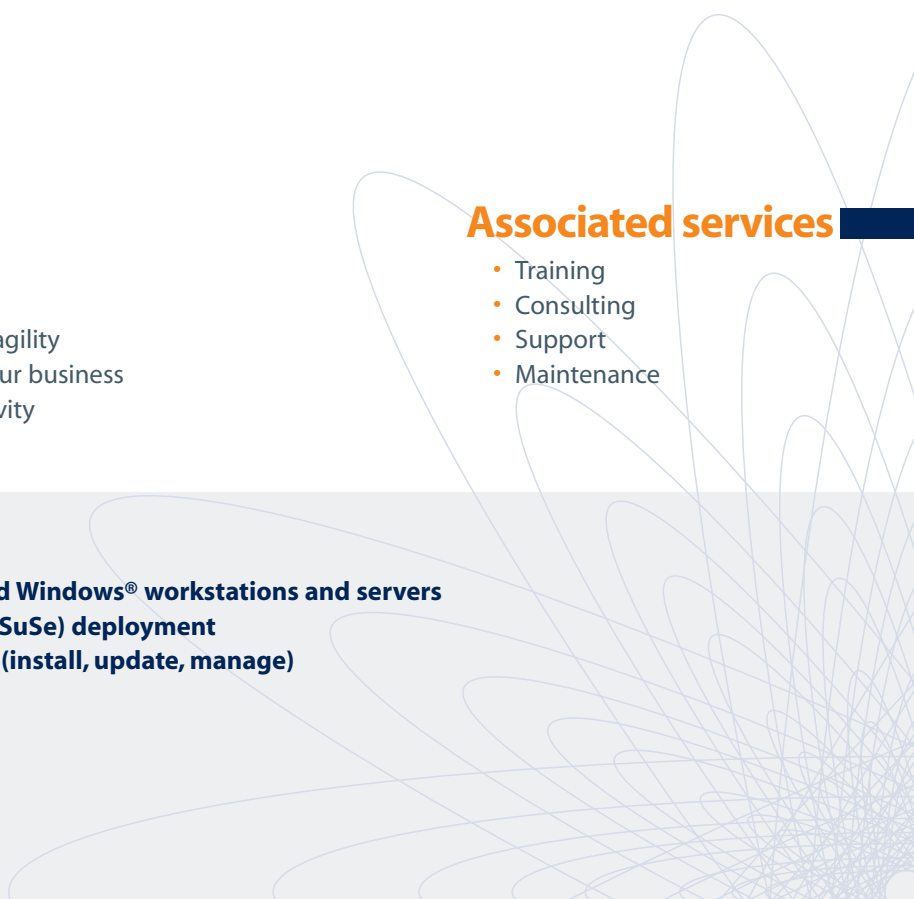 Associated services
• Training
• Consulting
• Support
• Maintenance
agility
ur business
vity
d Windows® workstations and servers
SuSe) deployment
(install, update, manage)